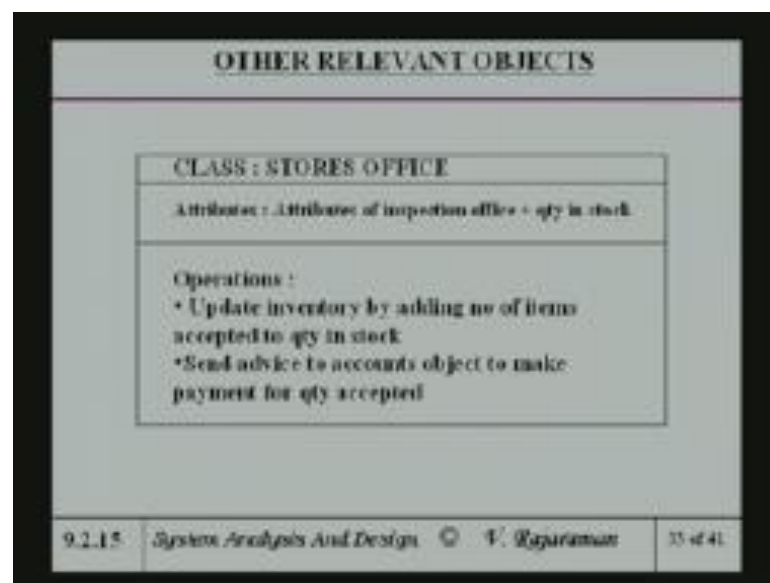 OTHER RELEVANT OBJECTS
CLASS : STORES OFFICE
Attributes : Attributes of inspection office + qty in stock
Operations :
• Update inventory by adding no of items
accepted to qty in stock
•Send advice to accounts object to make
payment for qty accepted
9.2.15 System Analysis And Design © V. Rajaraman of 41